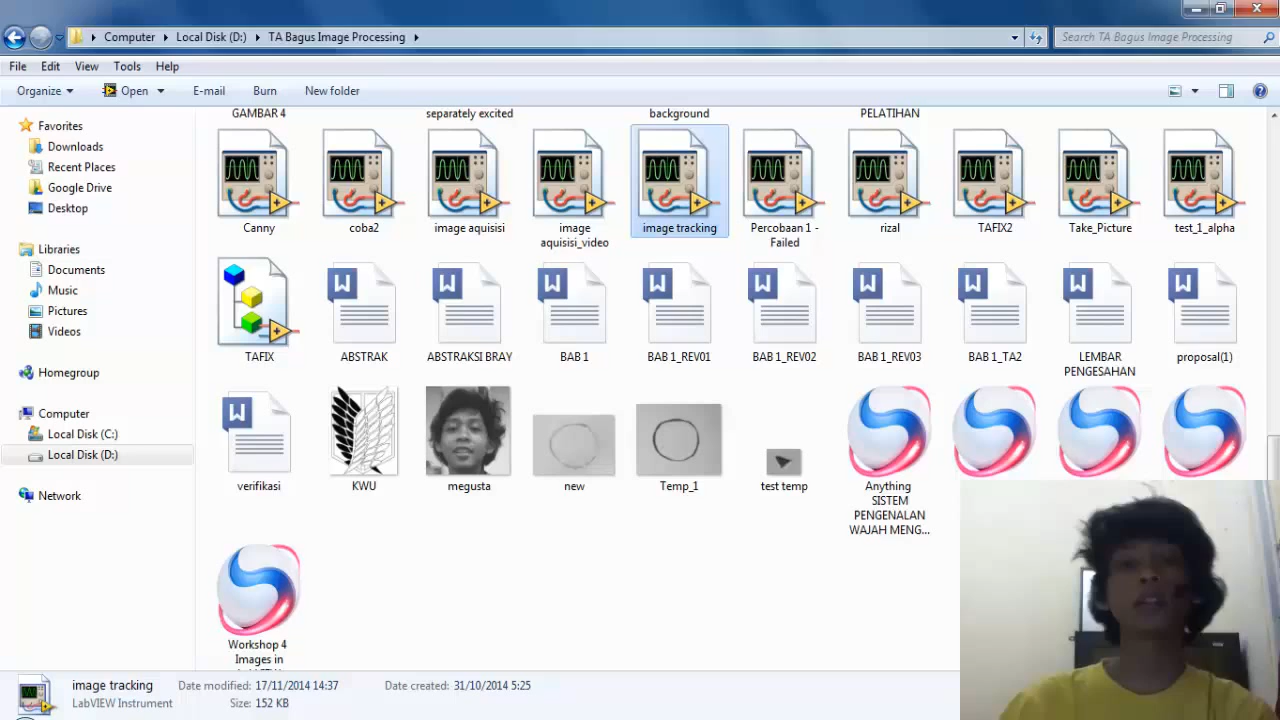 Computer Local Disk (D:) TA Bagus Image Processing
Search TA Bagus Image Processing
File Edit View Tools Help
Organize Open E-mail Burn New folder
Favorites
Downloads
Recent Places
Google Drive
Desktop
Libraries
Documents
Music
Pictures
Videos
Homegroup
Computer
Local Disk (C:)
Local Disk (D:)
Network
GAMBAR 4
separately excited
background
PELATIHAN
Canny
coba2
image aquisisi
image
aquisisi_video
image tracking
Percobaan 1 -
Failed
rizal
TAFIX2
Take_Picture
test_1_alpha
TAFIX
ABSTRAK
ABSTRAKSI BRAY
BAB 1
BAB 1_REV01
BAB 1_REV02
BAB 1_REV03
BAB 1_TA2
LEMBAR
PENGESAHAN
proposal(1)
verifikasi
KWU
megusta
new
Temp_1
test temp
Anything
SISTEM
PENGENALAN
WAJAH MENG...
Workshop 4
Images in
image tracking Date modified: 17/11/2014 14:37 Date created: 31/10/2014 5:25
LabVIEW Instrument Size: 152 KB